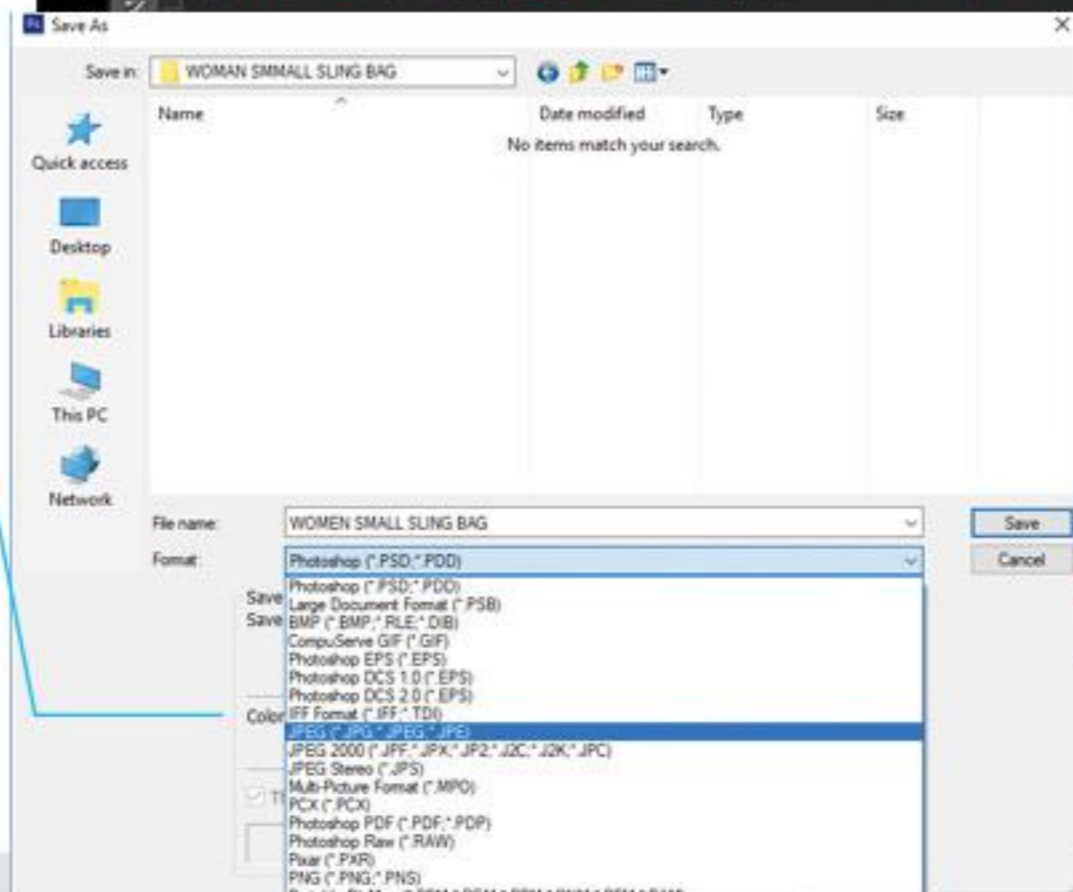 Save As
Save in: WOMAN SMMALL SLING BAG
Name Date modified Type Size
No items match your search.
Quick access
Desktop
Libraries
This PC
Network
File name: WOMEN SMALL SLING BAG Save
Format: Photoshop (*.PSD;*.PDD) Cancel
Photoshop (*.PSD;*.PDD)
Save Large Document Format (*.PSB)
Save BMP (*.BMP;*.RLE;*.DIB)
CompuServe GIF (*.GIF)
Photoshop EPS (*.EPS)
Photoshop DCS 1.0 (*.EPS)
Photoshop DCS 2.0 (*.EPS)
Color IFF Format (*.IFF;*.TDI)
JPEG (*.JPG;*.JPEG;*.JPE)
JPEG 2000 (*.JPF;*.JPX;*.JP2;*.J2C;*.J2K;*.JPC)
JPEG Stereo (*.JPS)
Multi-Picture Format (*.MPO)
PCX (*.PCX)
Photoshop PDF (*.PDF;*.PDP)
Photoshop Raw (*.RAW)
Pixar (*.PXR)
PNG (*.PNG;*.PNS)